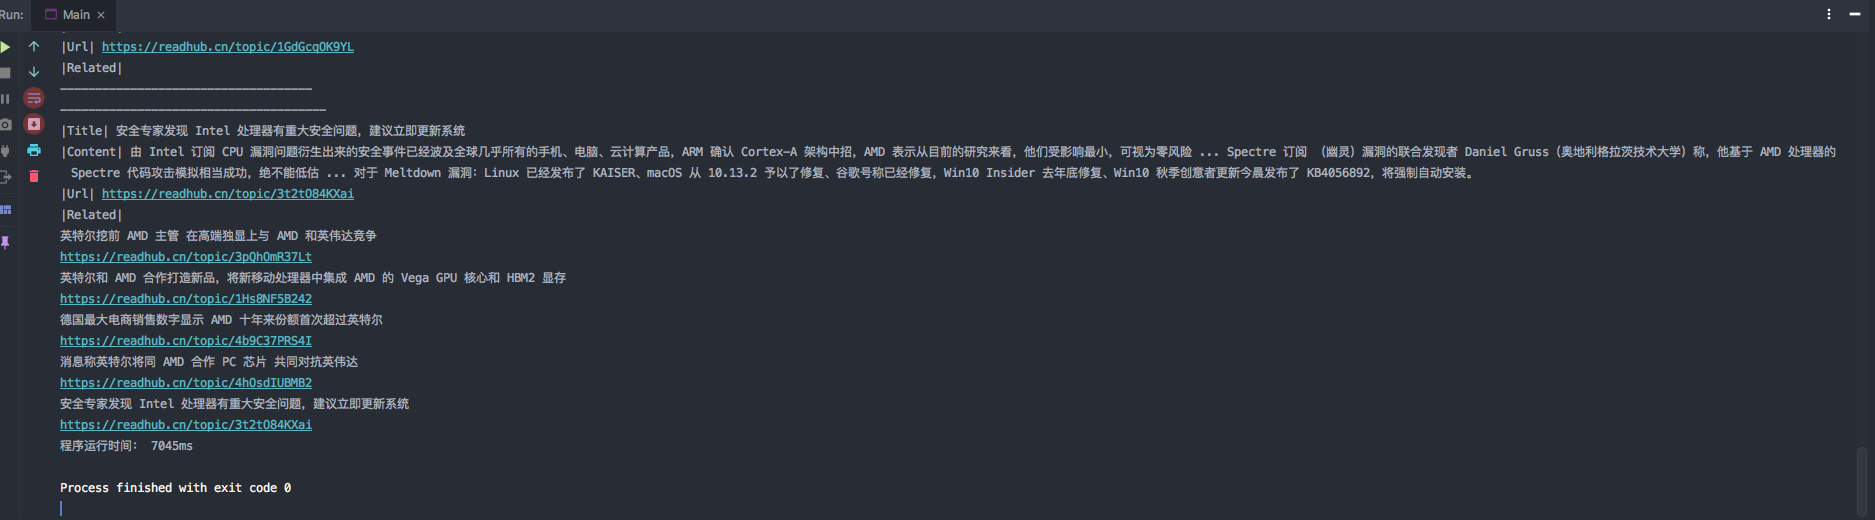 Run: Main ×
|Url| https://readhub.cn/topic/1GdGcqOK9YL
|Related|
------------------------------------
--------------------------------------
|Title| 安全专家发现 Intel 处理器有重大安全问题，建议立即更新系统
|Content| 由 Intel 订阅 CPU 漏洞问题衍生出来的安全事件已经波及全球几乎所有的手机、电脑、云计算产品，ARM 确认 Cortex-A 架构中招，AMD 表示从目前的研究来看，他们受影响最小，可视为零风险 ... Spectre 订阅 （幽灵）漏洞的联合发现者 Daniel Gruss（奥地利格拉茨技术大学）称，他基于 AMD 处理器的
Spectre 代码攻击模拟相当成功，绝不能低估 ... 对于 Meltdown 漏洞：Linux 已经发布了 KAISER、macOS 从 10.13.2 予以了修复、谷歌号称已经修复，Win10 Insider 去年底修复、Win10 秋季创意者更新今晨发布了 KB4056892，将强制自动安装。
|Url| https://readhub.cn/topic/3t2tO84KXai
|Related|
英特尔挖前 AMD 主管 在高端独显上与 AMD 和英伟达竞争
https://readhub.cn/topic/3pQhOmR37Lt
英特尔和 AMD 合作打造新品，将新移动处理器中集成 AMD 的 Vega GPU 核心和 HBM2 显存
https://readhub.cn/topic/1Hs8NF5B242
德国最大电商销售数字显示 AMD 十年来份额首次超过英特尔
https://readhub.cn/topic/4b9C37PRS4I
消息称英特尔将同 AMD 合作 PC 芯片 共同对抗英伟达
https://readhub.cn/topic/4hOsdIUBMB2
安全专家发现 Intel 处理器有重大安全问题，建议立即更新系统
https://readhub.cn/topic/3t2tO84KXai
程序运行时间： 7045ms
Process finished with exit code 0